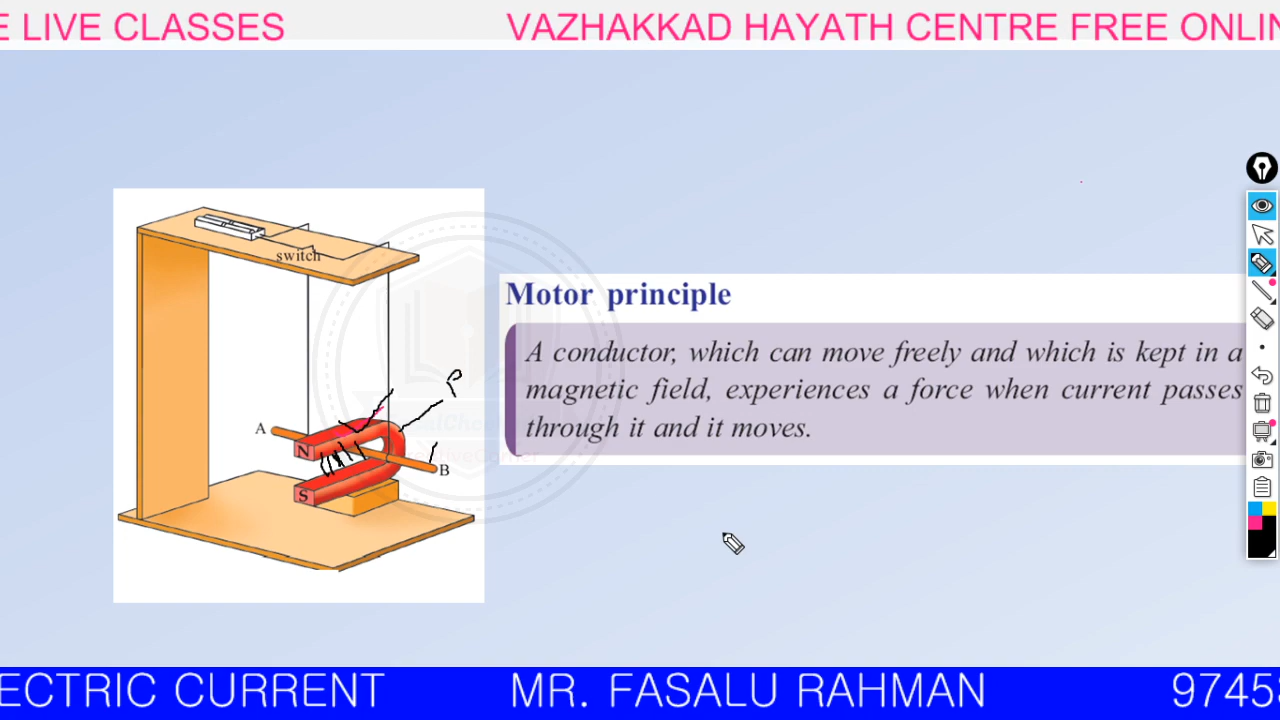 E LIVE CLASSES VAZHAKKAD HAYATH CENTRE FREE ONLIN
switch
Motor principle
A conductor, which can move freely and which is kept in a
magnetic field, experiences a force when current passes
through it and it moves.
P
A
N
B
S
ECTRIC CURRENT MR. FASALU RAHMAN 9745